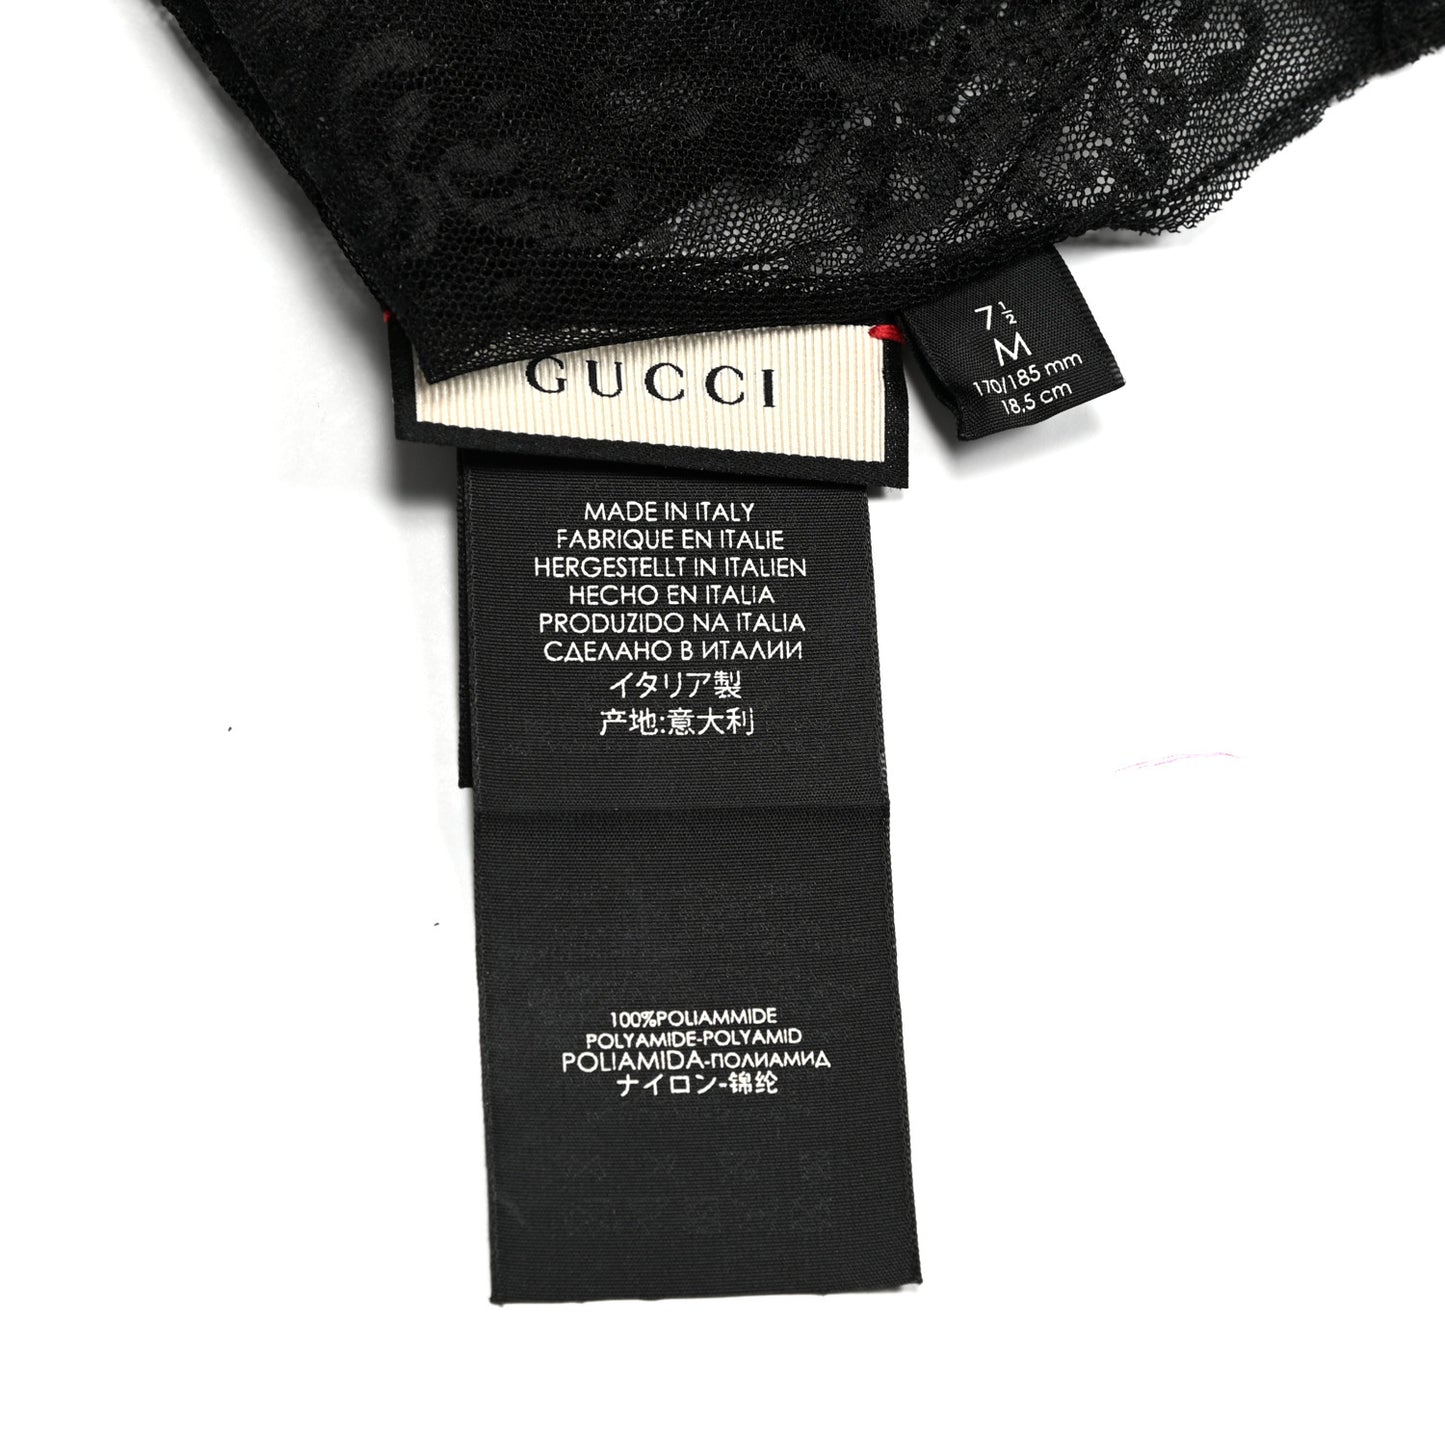 7 ½
M
170/185 mm
18,5 cm
GUCCI
MADE IN ITALY
FABRIQUE EN ITALIE
HERGESTELLT IN ITALIEN
HECHO EN ITALIA
PRODUZIDO NA ITALIA
СДЕЛАНО В ИТАЛИИ
イタリア製
产地:意大利
100%POLIAMMIDE
POLYAMIDE-POLYAMID
POLIAMIDA-ПОЛИАМИД
ナイロン-锦纶